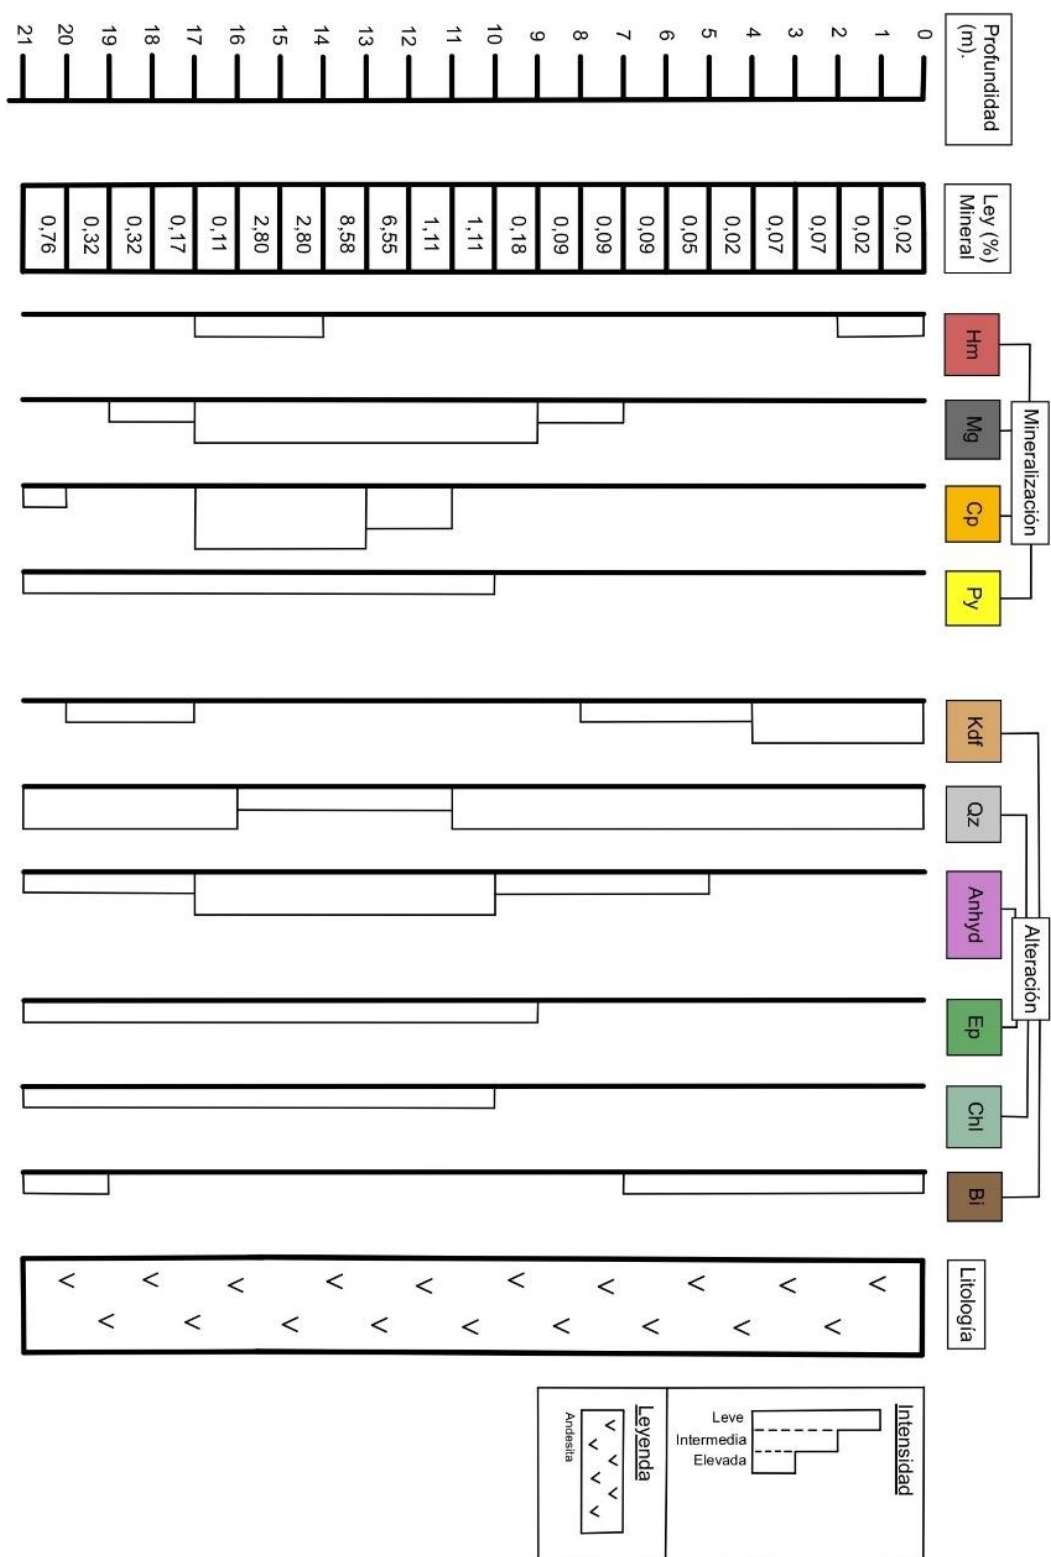 Mineralización
Alteración
Profundidad
(m).
Ley (%)
Mineral
Hm
Mg
Cp
Py
Kdf
Qz
Anhyd
Ep
Chl
Bi
Litología
0
1
2
3
4
5
6
7
8
9
10
11
12
13
14
15
16
17
18
19
20
21
0,02
0,02
0,07
0,07
0,02
0,05
0,09
0,09
0,09
0,18
1,11
1,11
6,55
8,58
2,80
2,80
0,11
0,17
0,32
0,32
0,76
Intensidad
Leve
Intermedia
Elevada
Leyenda
Andesita